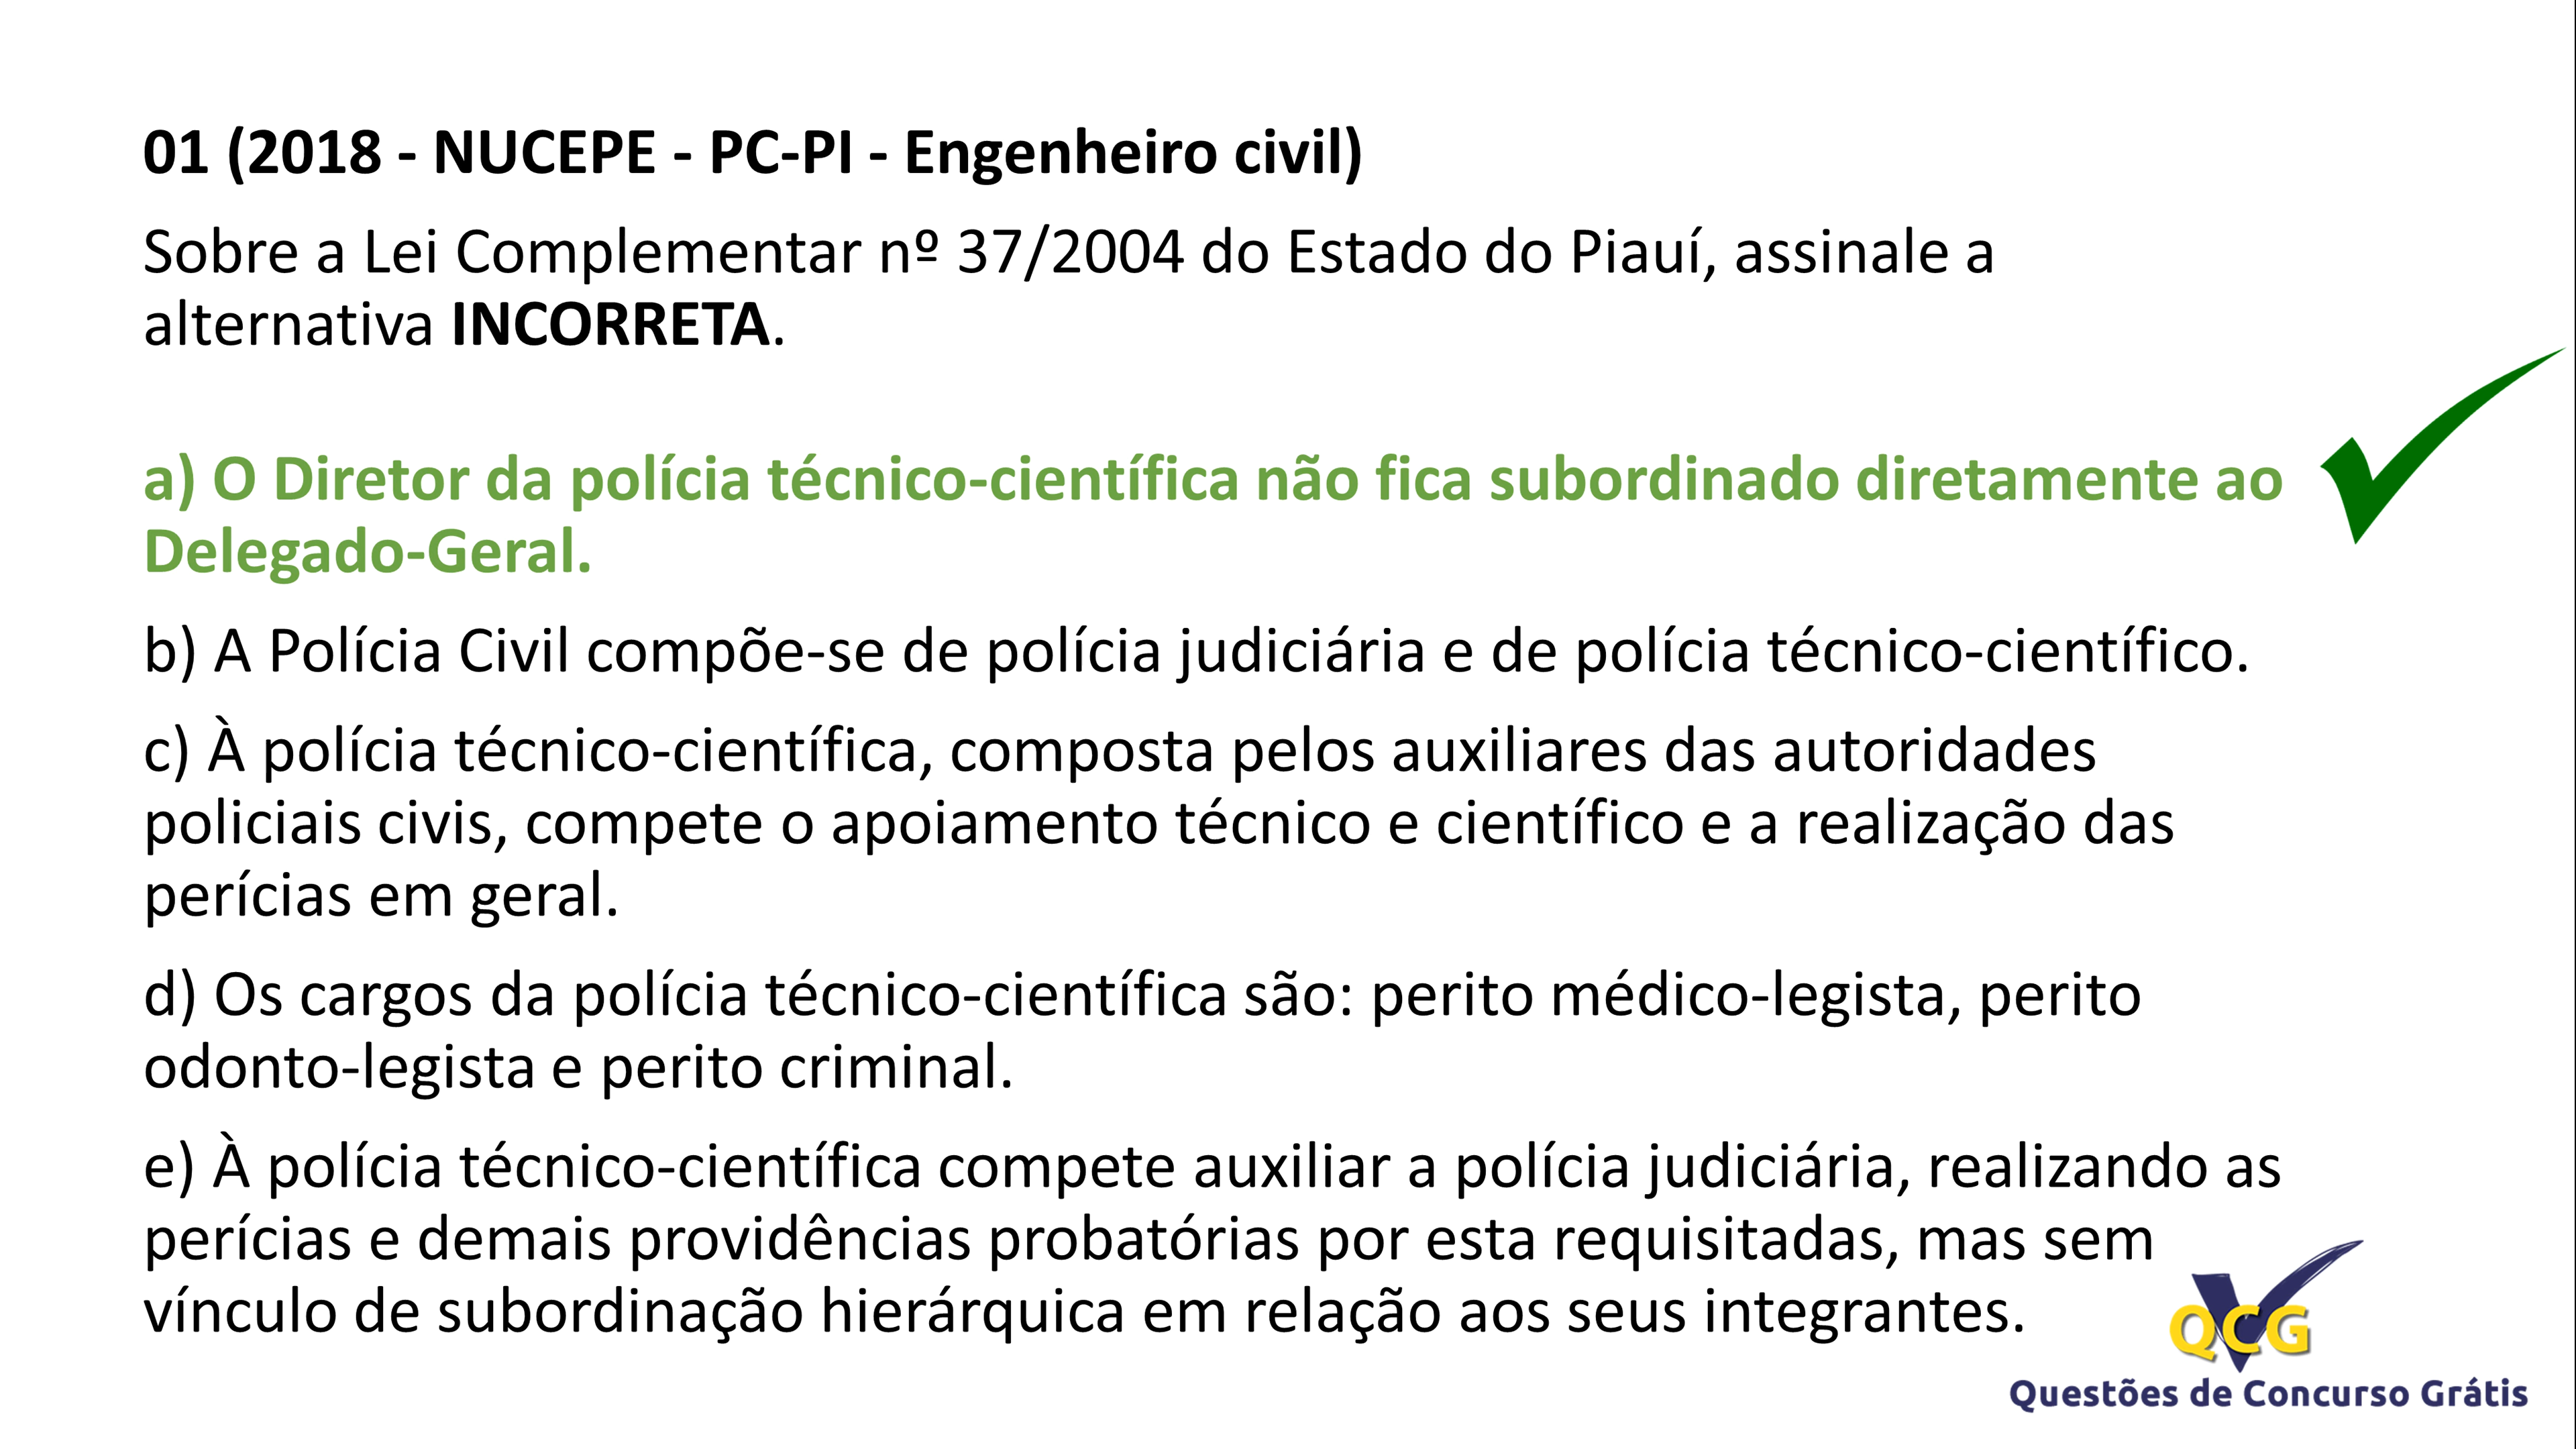 01 (2018 - NUCEPE - PC-PI - Engenheiro civil)
Sobre a Lei Complementar nº 37/2004 do Estado do Piauí, assinale a
alternativa INCORRETA.
a) O Diretor da polícia técnico-científica não fica subordinado diretamente ao
Delegado-Geral.
b) A Polícia Civil compõe-se de polícia judiciária e de polícia técnico-científico.
c) À polícia técnico-científica, composta pelos auxiliares das autoridades
policiais civis, compete o apoiamento técnico e científico e a realização das
perícias em geral.
d) Os cargos da polícia técnico-científica são: perito médico-legista, perito
odonto-legista e perito criminal.
e) À polícia técnico-científica compete auxiliar a polícia judiciária, realizando as
perícias e demais providências probatórias por esta requisitadas, mas sem
vínculo de subordinação hierárquica em relação aos seus integrantes.
QCG
Questões de Concurso Grátis